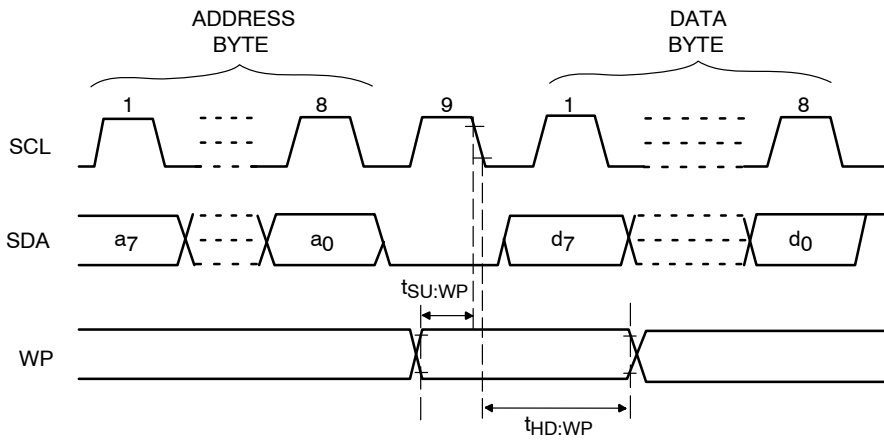 ADDRESS
BYTE
DATA
BYTE
1 8 9 1 8
SCL
SDA a7 a0 d7 d0
tSU:WP
WP
tHD:WP